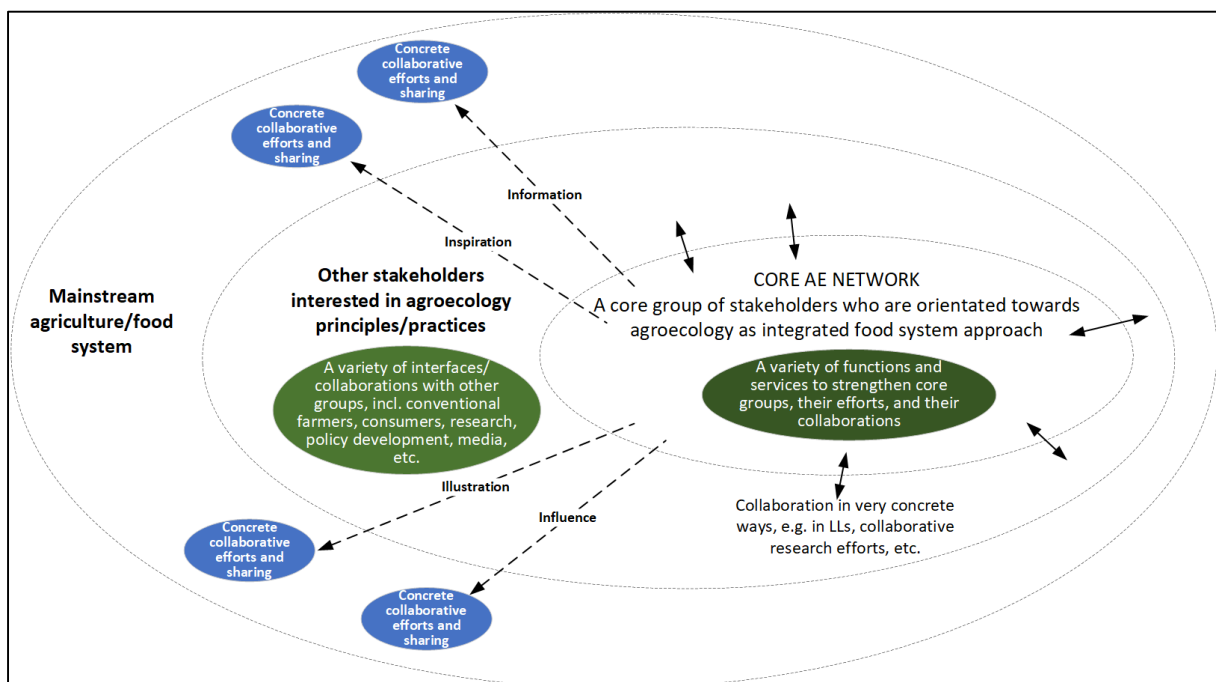 Concrete
collaborative
efforts and
sharing
Concrete
collaborative
efforts and
sharing
Information
Inspiration
Mainstream
agriculture/food
system
Other stakeholders
interested in agroecology
principles/practices
A variety of interfaces/
collaborations with other
groups, incl. conventional
farmers, consumers, research,
policy development, media,
etc.
CORE AE NETWORK
A core group of stakeholders who are orientated towards
agroecology as integrated food system approach
A variety of functions and
services to strengthen core
groups, their efforts, and their
collaborations
Illustration
Influence
Collaboration in very concrete
ways, e.g. in LLs, collaborative
research efforts, etc.
Concrete
collaborative
efforts and
sharing
Concrete
collaborative
efforts and
sharing